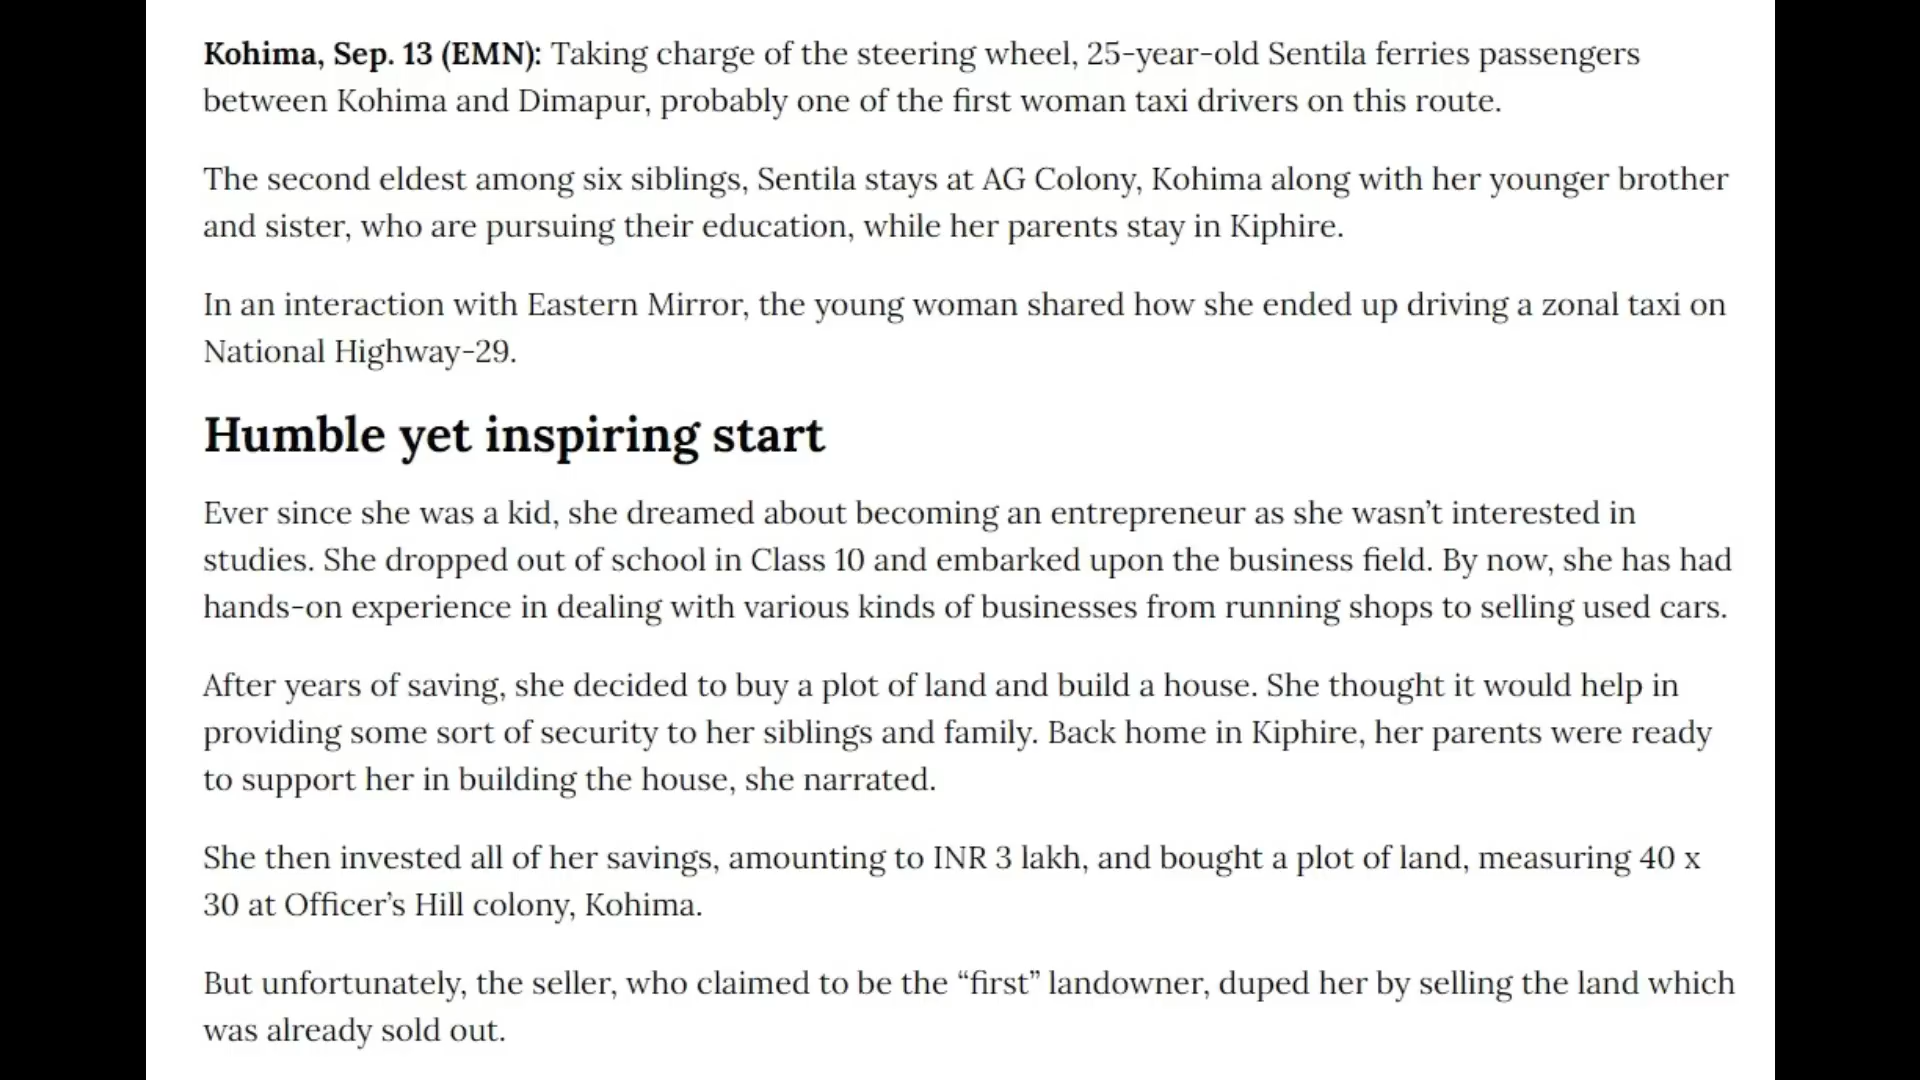 Kohima, Sep. 13 (EMN): Taking charge of the steering wheel, 25-year-old Sentila ferries passengers
between Kohima and Dimapur, probably one of the first woman taxi drivers on this route.
The second eldest among six siblings, Sentila stays at AG Colony, Kohima along with her younger brother
and sister, who are pursuing their education, while her parents stay in Kiphire.
In an interaction with Eastern Mirror, the young woman shared how she ended up driving a zonal taxi on
National Highway-29.
Humble yet inspiring start
Ever since she was a kid, she dreamed about becoming an entrepreneur as she wasn’t interested in
studies. She dropped out of school in Class 10 and embarked upon the business field. By now, she has had
hands-on experience in dealing with various kinds of businesses from running shops to selling used cars.
After years of saving, she decided to buy a plot of land and build a house. She thought it would help in
providing some sort of security to her siblings and family. Back home in Kiphire, her parents were ready
to support her in building the house, she narrated.
She then invested all of her savings, amounting to INR 3 lakh, and bought a plot of land, measuring 40 x
30 at Officer’s Hill colony, Kohima.
But unfortunately, the seller, who claimed to be the “first” landowner, duped her by selling the land which
was already sold out.